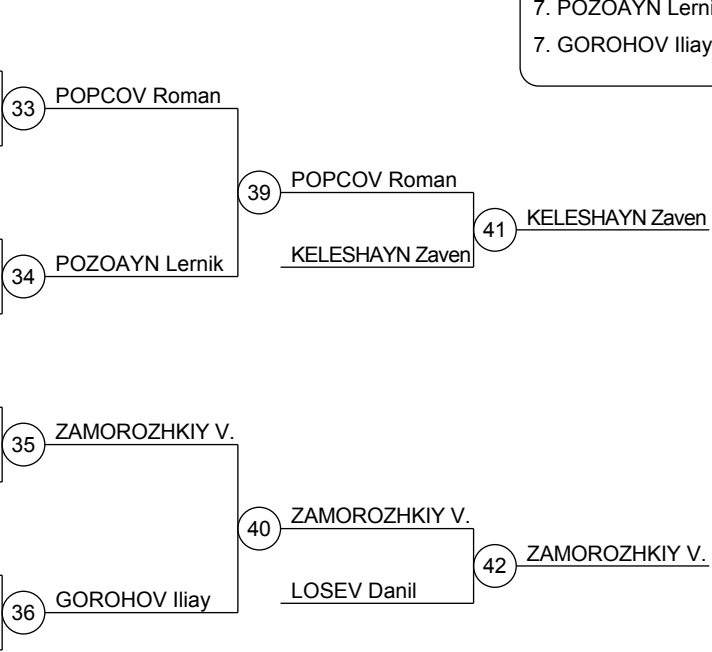 7. POZOAYN Lerni
7. GOROHOV Iliay
33
POPCOV Roman
39
POPCOV Roman
41
KELESHAYN Zaven
KELESHAYN Zaven
34
POZOAYN Lernik
35
ZAMOROZHKIY V.
40
ZAMOROZHKIY V.
42
ZAMOROZHKIY V.
LOSEV Danil
36
GOROHOV Iliay